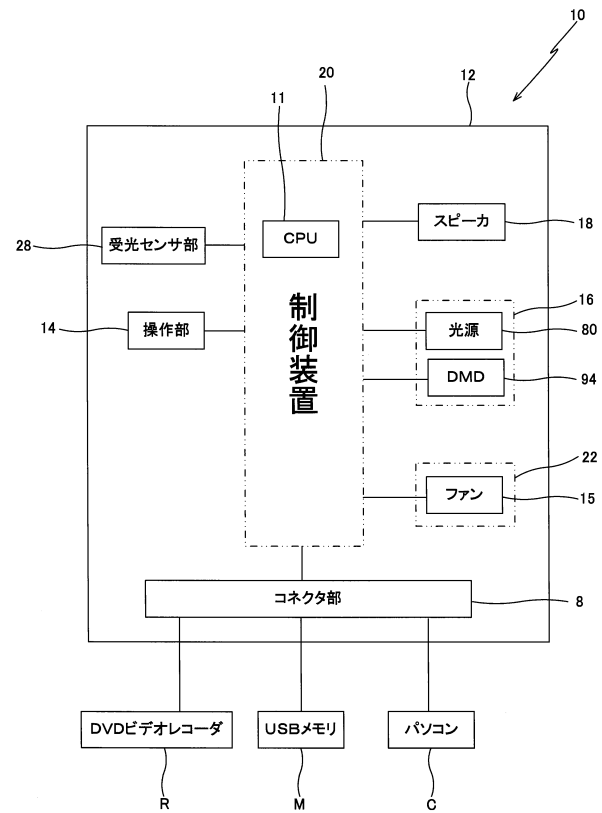 10
12
20
11
CPU
スピーカ
18
28
受光センサ部
制御装置
16
14
操作部
光源
80
DMD
94
22
ファン
15
コネクタ部
8
DVDビデオレコーダ
USBメモリ
パソコン
R
M
C